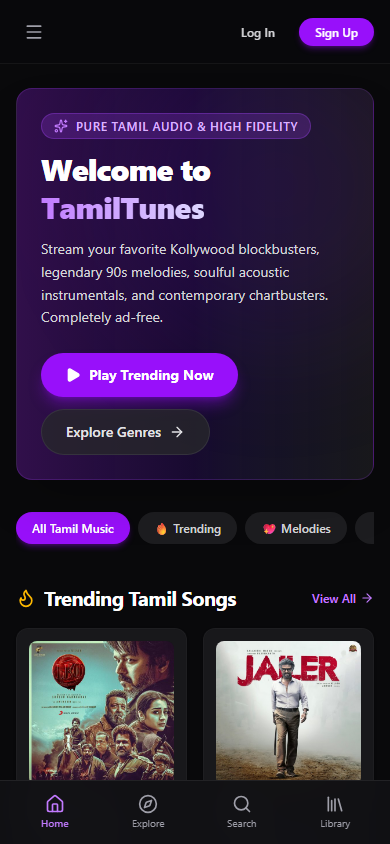 Log In
Sign Up
PURE TAMIL AUDIO & HIGH FIDELITY
Welcome to
TamilTunes
Stream your favorite Kollywood blockbusters,
legendary 90s melodies, soulful acoustic
instrumentals, and contemporary chartbusters.
Completely ad-free.
Play Trending Now
Explore Genres
All Tamil Music
Trending
Melodies
Trending Tamil Songs
View All
JAILER
Home
Explore
Search
Library